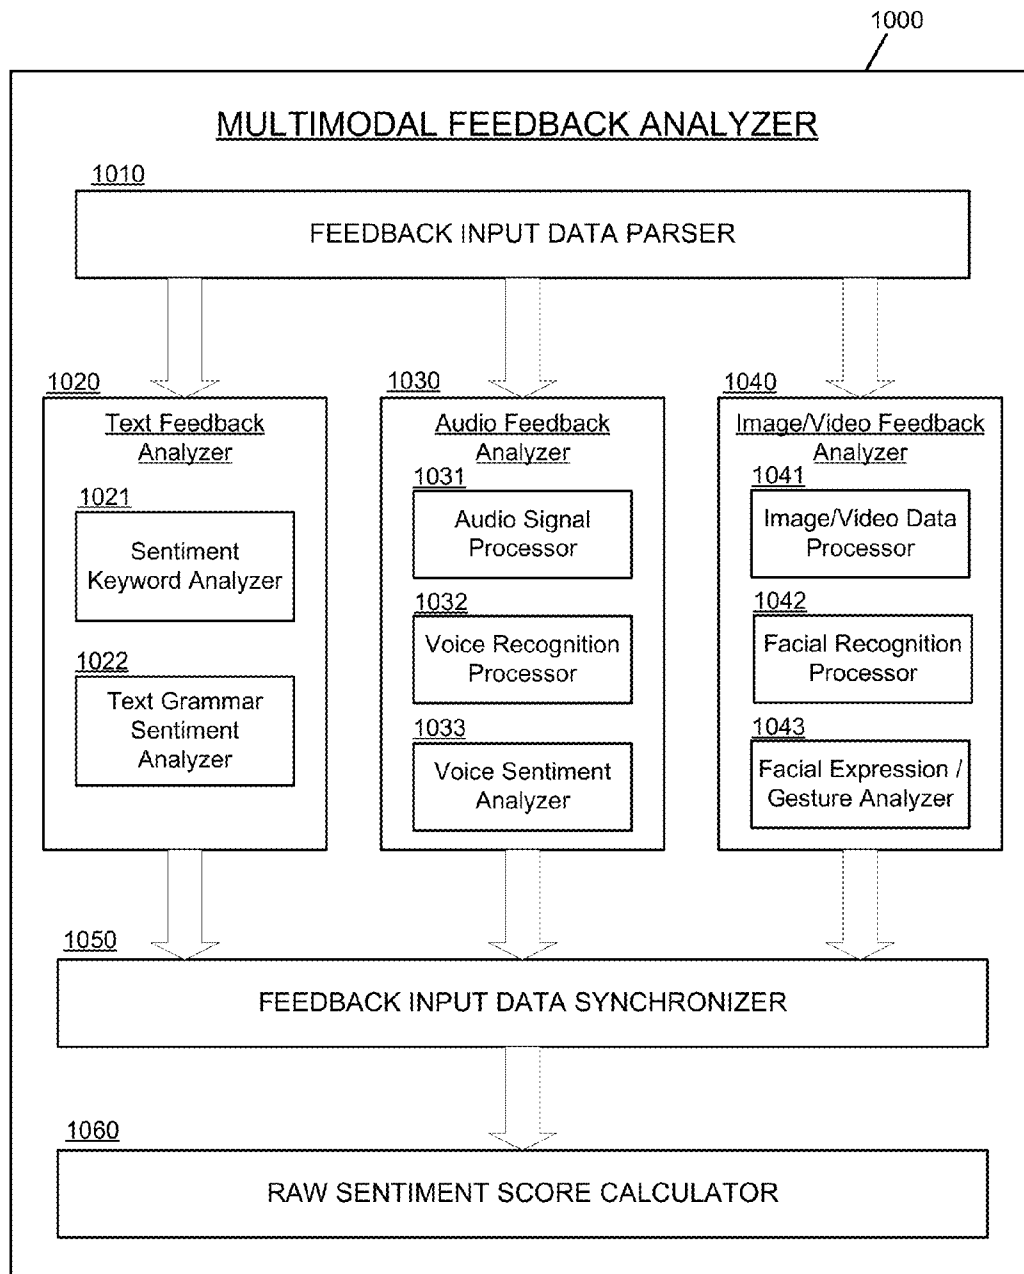 1000
MULTIMODAL FEEDBACK ANALYZER
1010
FEEDBACK INPUT DATA PARSER
1020
Text Feedback
Analyzer
1021
Sentiment
Keyword Analyzer
1022
Text Grammar
Sentiment
Analyzer
1030
Audio Feedback
Analyzer
1031
Audio Signal
Processor
1032
Voice Recognition
Processor
1033
Voice Sentiment
Analyzer
1040
Image/Video Feedback
Analyzer
1041
Image/Video Data
Processor
1042
Facial Recognition
Processor
1043
Facial Expression /
Gesture Analyzer
1050
FEEDBACK INPUT DATA SYNCHRONIZER
1060
RAW SENTIMENT SCORE CALCULATOR